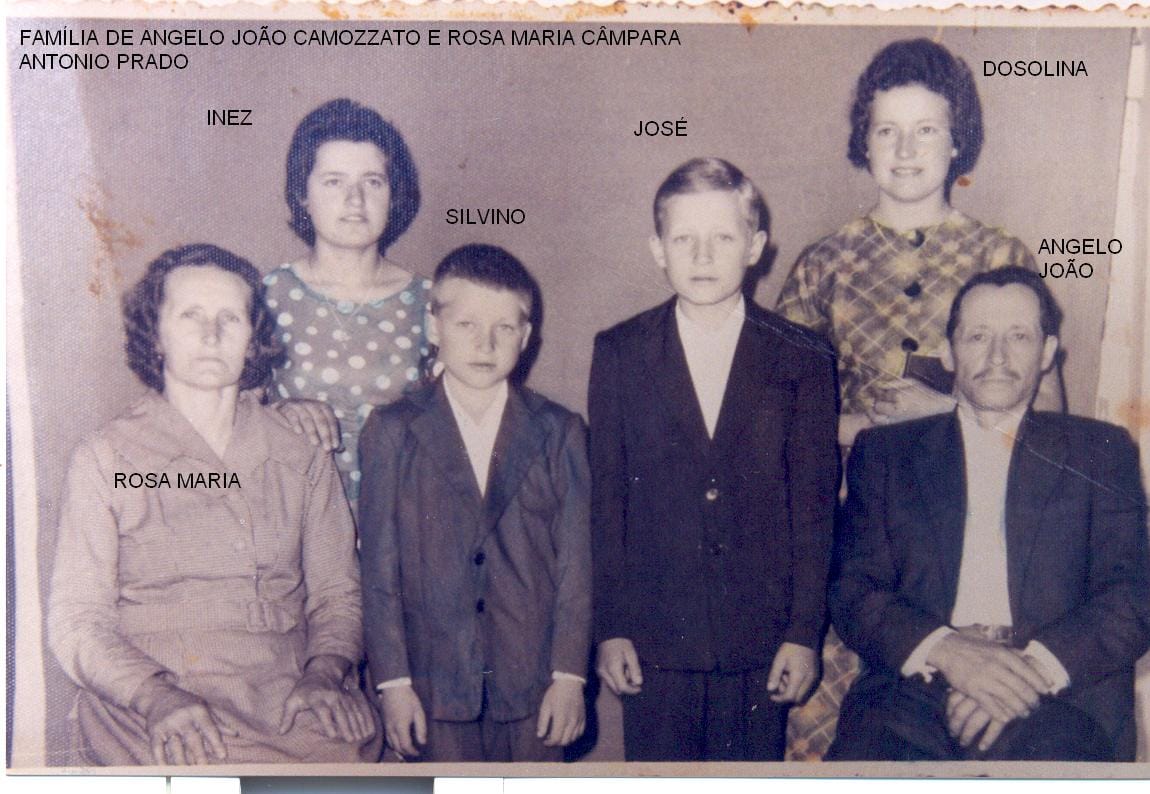 FAMÍLIA DE ANGELO JOÃO CAMOZZATO E ROSA MARIA CÂMPARA
ANTONIO PRADO
DOSOLINA
INEZ
JOSÉ
SILVINO
ANGELO
JOÃO
ROSA MARIA